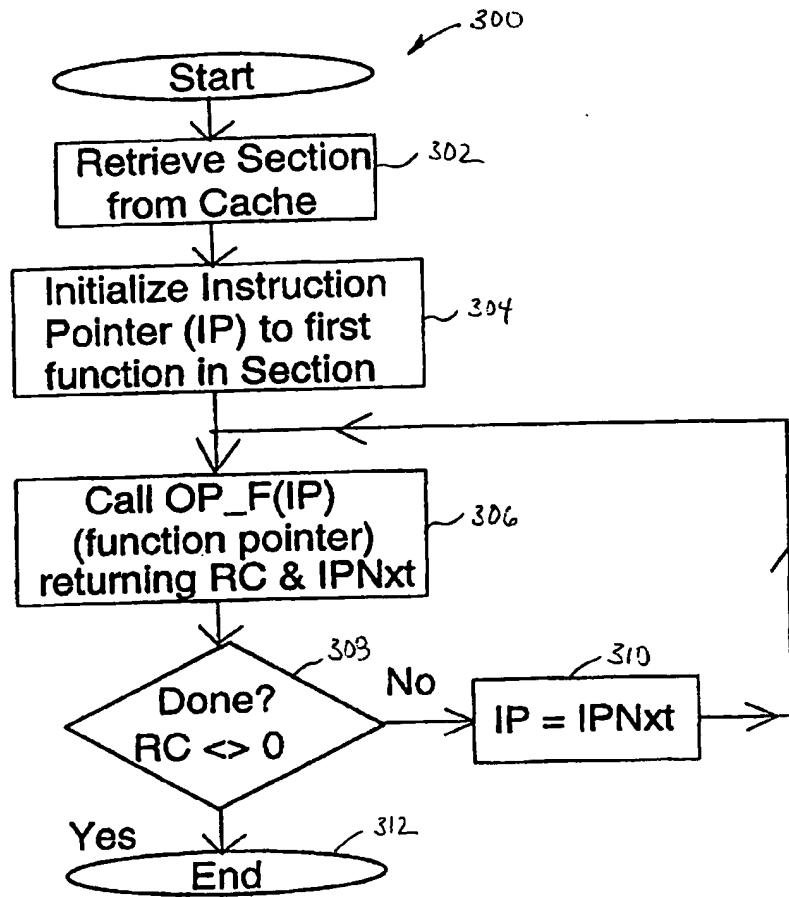 300
Start
Retrieve Section
from Cache
302
Initialize Instruction
Pointer (IP) to first
function in Section
304
Call OP_F(IP)
(function pointer)
returning RC & IPNxt
306
Done?
RC <> 0
308
No
IP = IPNxt
310
Yes
End
312